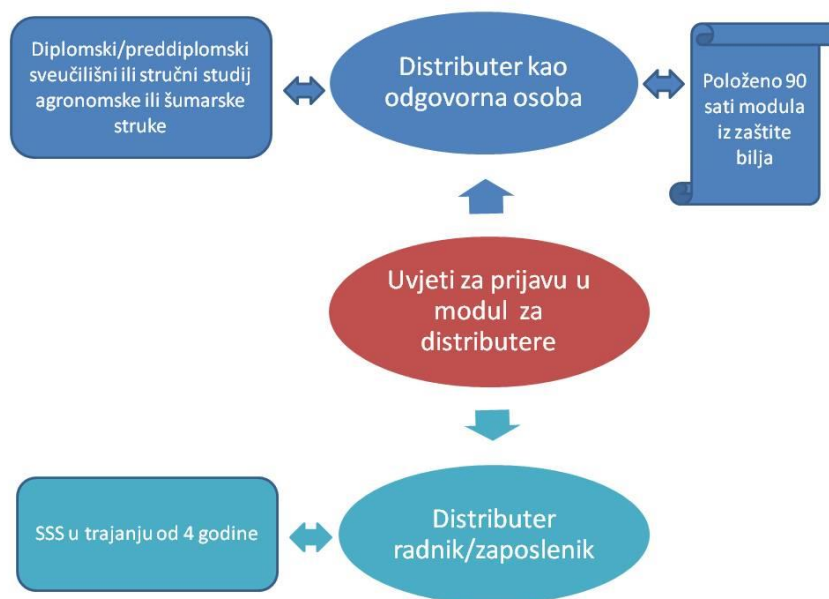 Diplomski/preddiplomski
sveučilišni ili stručni studij
agronomske ili šumarske
struke
Distributer kao
odgovorna osoba
Položeno 90
sati modula
iz zaštite
bilja
Uvjeti za prijavu u
modul za
distributere
SSS u trajanju od 4 godine
Distributer
radnik/zaposlenik